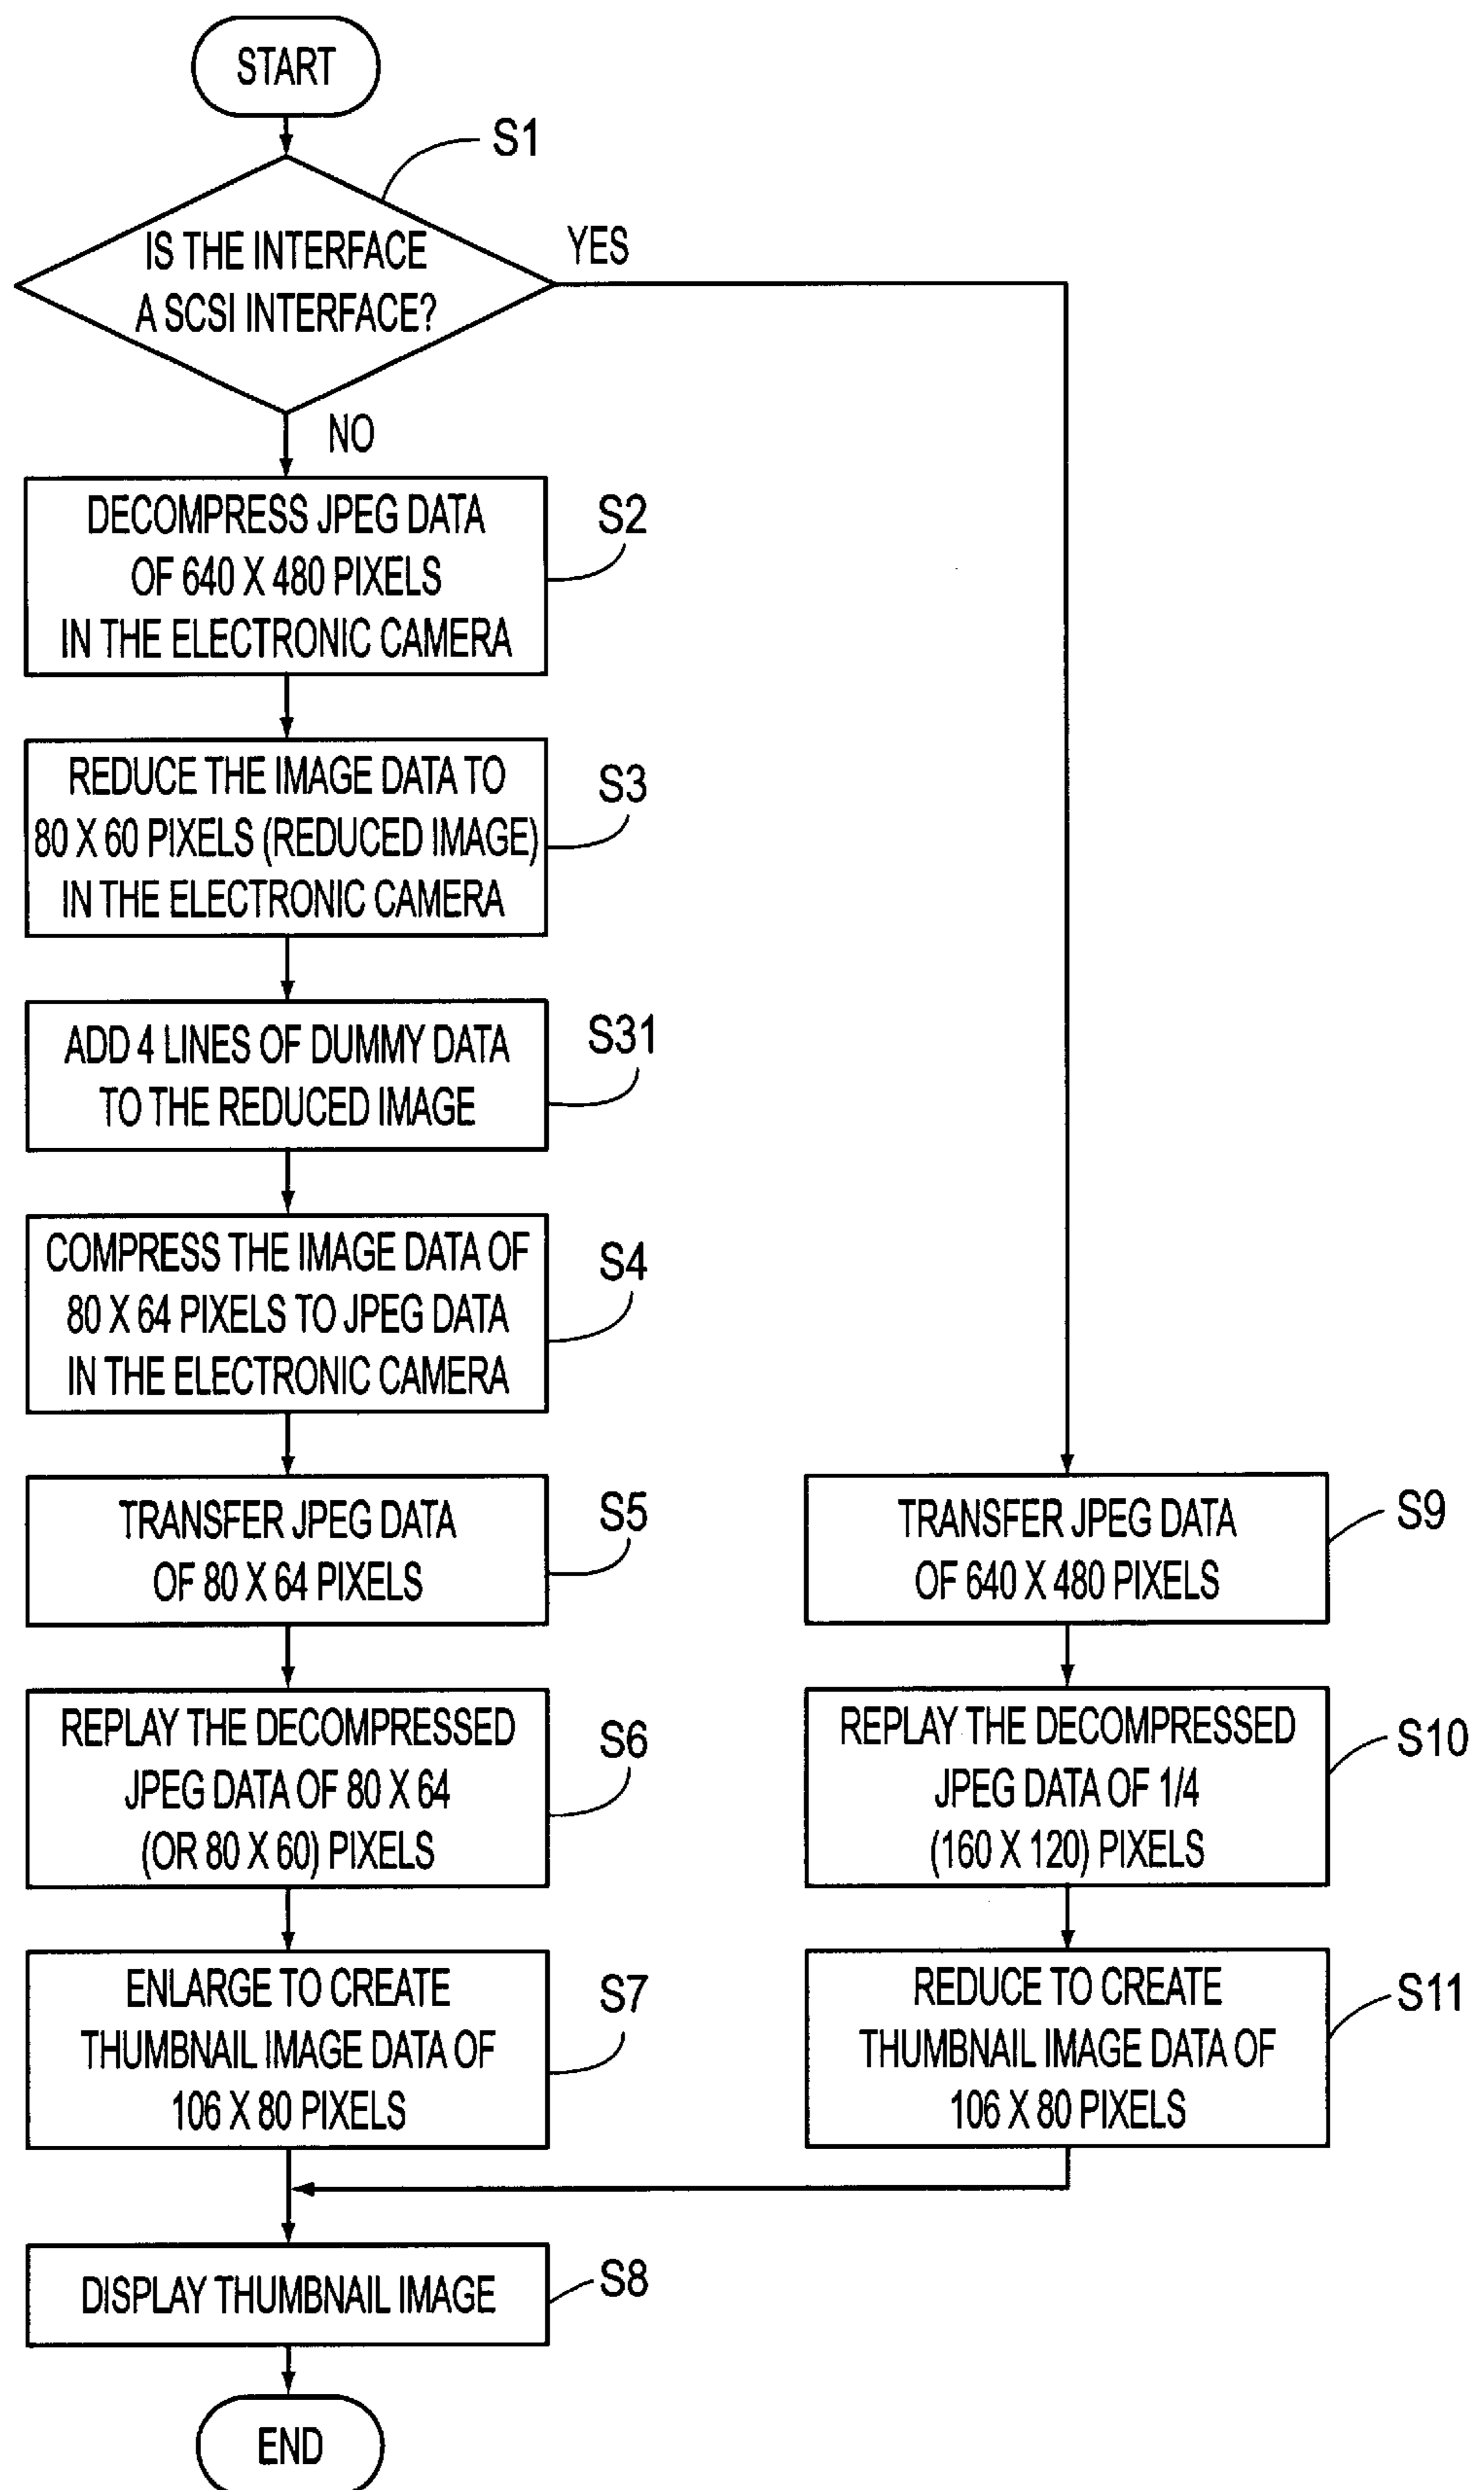 START
S1
IS THE INTERFACE
A SCSI INTERFACE?
YES
NO
DECOMPRESS JPEG DATA
OF 640 X 480 PIXELS
IN THE ELECTRONIC CAMERA
S2
REDUCE THE IMAGE DATA TO
80 X 60 PIXELS (REDUCED IMAGE)
IN THE ELECTRONIC CAMERA
S3
ADD 4 LINES OF DUMMY DATA
TO THE REDUCED IMAGE
S31
COMPRESS THE IMAGE DATA OF
80 X 64 PIXELS TO JPEG DATA
IN THE ELECTRONIC CAMERA
S4
TRANSFER JPEG DATA
OF 80 X 64 PIXELS
S5
REPLAY THE DECOMPRESSED
JPEG DATA OF 80 X 64
(OR 80 X 60) PIXELS
S6
ENLARGE TO CREATE
THUMBNAIL IMAGE DATA OF
106 X 80 PIXELS
S7
TRANSFER JPEG DATA
OF 640 X 480 PIXELS
S9
REPLAY THE DECOMPRESSED
JPEG DATA OF 1/4
(160 X 120) PIXELS
S10
REDUCE TO CREATE
THUMBNAIL IMAGE DATA OF
106 X 80 PIXELS
S11
DISPLAY THUMBNAIL IMAGE
S8
END